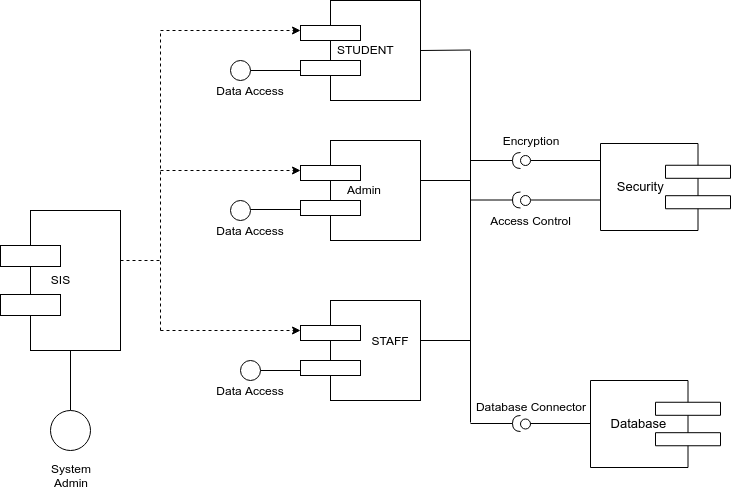 STUDENT
Data Access
Encryption
Security
Admin
Access Control
Data Access
SIS
STAFF
Data Access
Database Connector
Database
System
Admin